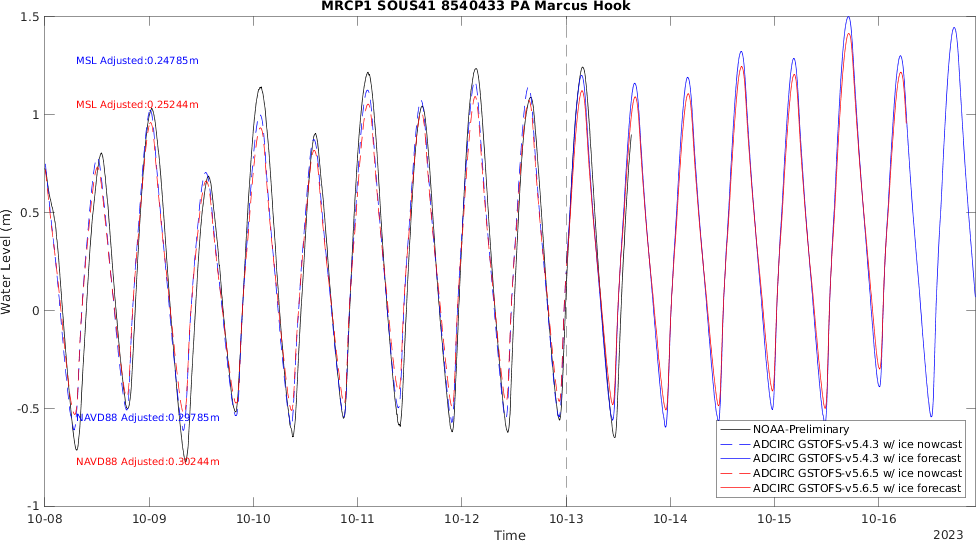 MRCP1 SOUS41 8540433 PA Marcus Hook
1.5
MSL Adjusted:0.24785m
MSL Adjusted:0.25244m
1
0.5
Water Level (m)
0
-0.5
NAVD88 Adjusted:0.29785m
NAVD88 Adjusted:0.30244m
-1
NOAA-Preliminary
ADCIRC GSTOFS-v5.4.3 w/ ice nowcast
ADCIRC GSTOFS-v5.4.3 w/ ice forecast
ADCIRC GSTOFS-v5.6.5 w/ ice nowcast
ADCIRC GSTOFS-v5.6.5 w/ ice forecast
10-08 10-09 10-10 10-11 10-12 10-13 10-14 10-15 10-16
Time
2023